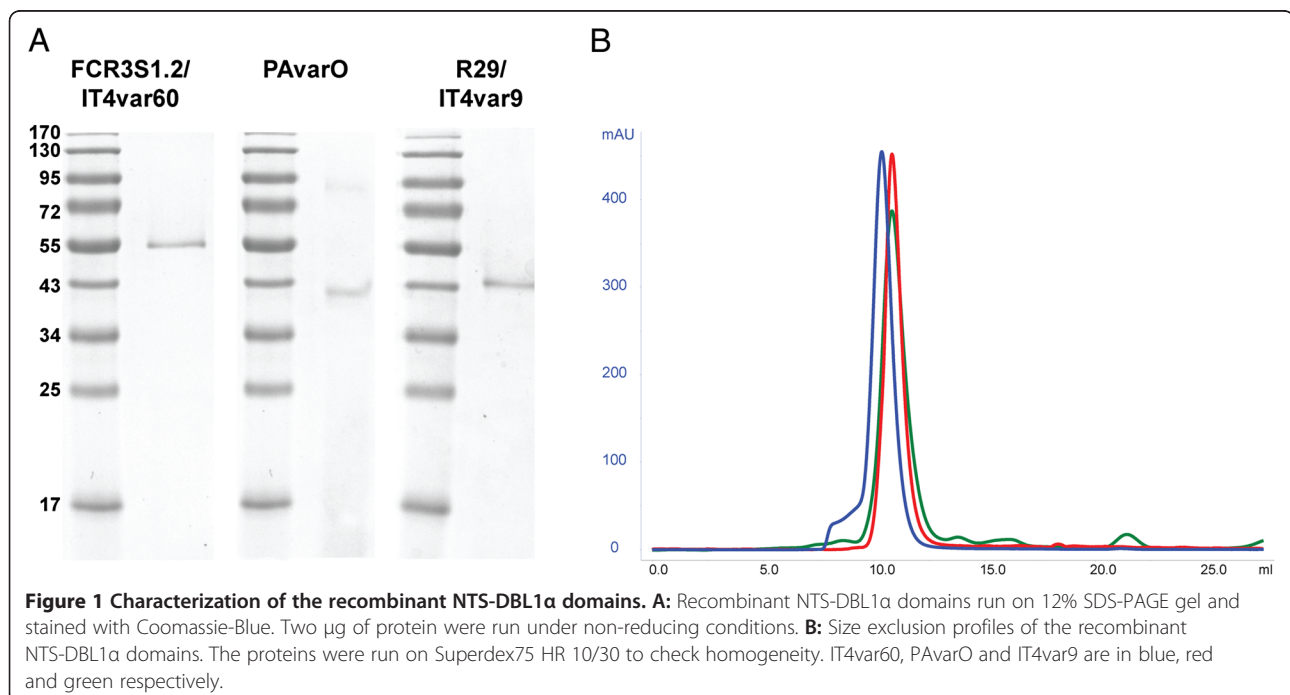 A
B
FCR3S1.2/
IT4var60
PAvarO
R29/
IT4var9
170
130
95
72
55
43
34
25
17
mAU
400
300
200
100
0
0.0 5.0 10.0 15.0 20.0 25.0 ml
Figure 1 Characterization of the recombinant NTS-DBL1α domains. A: Recombinant NTS-DBL1α domains run on 12% SDS-PAGE gel and
stained with Coomassie-Blue. Two μg of protein were run under non-reducing conditions. B: Size exclusion profiles of the recombinant
NTS-DBL1α domains. The proteins were run on Superdex75 HR 10/30 to check homogeneity. IT4var60, PAvarO and IT4var9 are in blue, red
and green respectively.